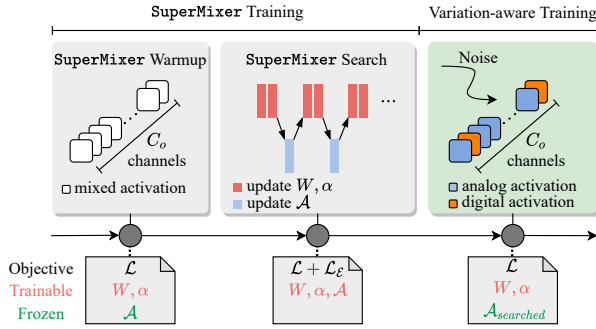 SuperMixer Training
Variation-aware Training
SuperMixer Warmup
C_o
channels
mixed activation
SuperMixer Search
...
update W, α
update 𝒜
Noise
C_o
channels
analog activation
digital activation
Objective
Trainable
Frozen
ℒ
W, α
𝒜
ℒ + ℒ_ℰ
W, α, 𝒜
ℒ
W, α
𝒜_searched